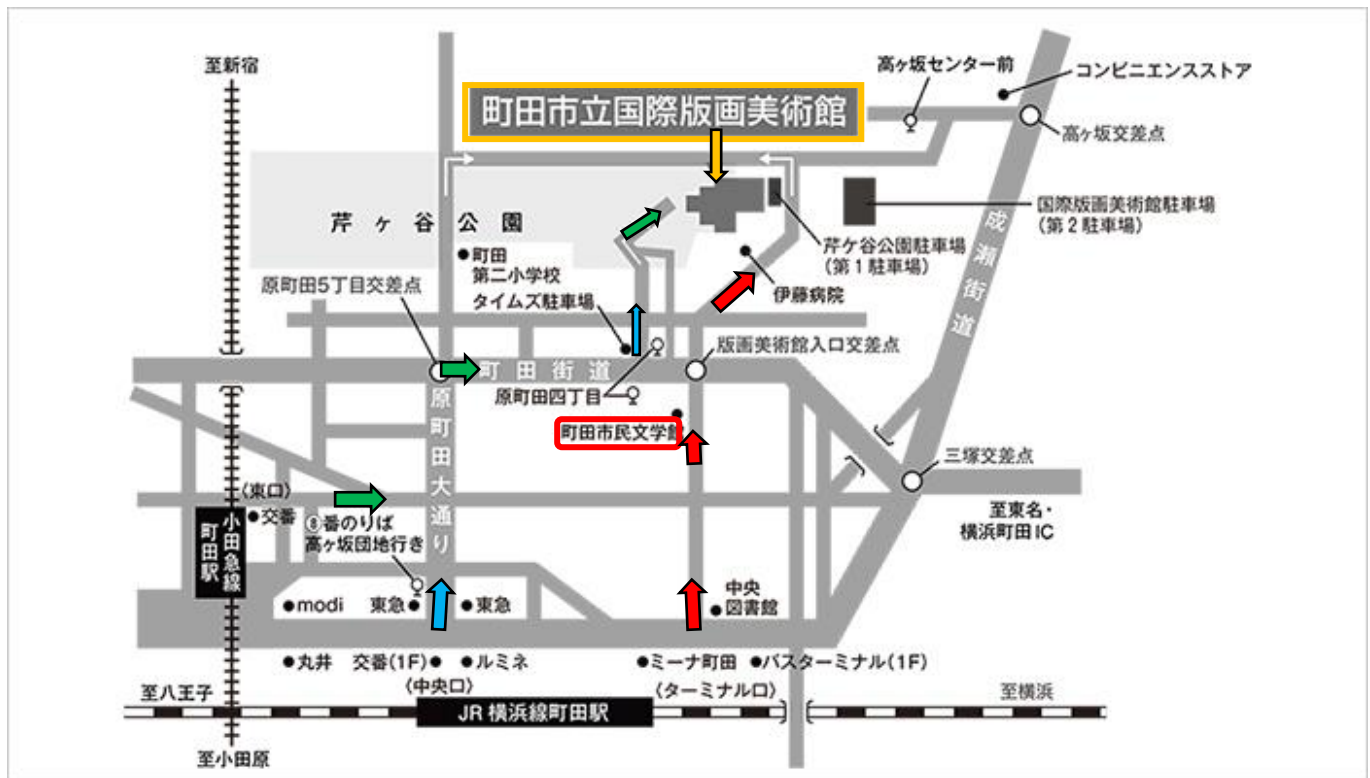 至新宿
高ヶ坂センター前
コンビニエンスストア
町田市立国際版画美術館
高ヶ坂交差点
芹ヶ谷公園
国際版画美術館駐車場
(第2駐車場)
成瀬街道
芹ケ谷公園駐車場
(第1駐車場)
町田
第二小学校
原町田5丁目交差点
タイムズ駐車場
伊藤病院
版画美術館入口交差点
町田街道
原町田四丁目
町田市民文学館
原町田大通り
三塚交差点
〈東口〉
交番
小田急線
町田駅
⑧番のりば
高ヶ坂団地行き
至東名・
横浜町田IC
中央
図書館
modi
東急
東急
丸井
交番(1F)
ルミネ
ミーナ町田
バスターミナル(1F)
〈中央口〉
〈ターミナル口〉
至八王子
至横浜
JR 横浜線町田駅
至小田原